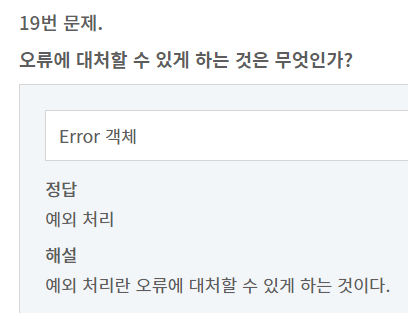 19번 문제.
오류에 대처할 수 있게 하는 것은 무엇인가?
Error 객체
정답
예외 처리
해설
예외 처리란 오류에 대처할 수 있게 하는 것이다.